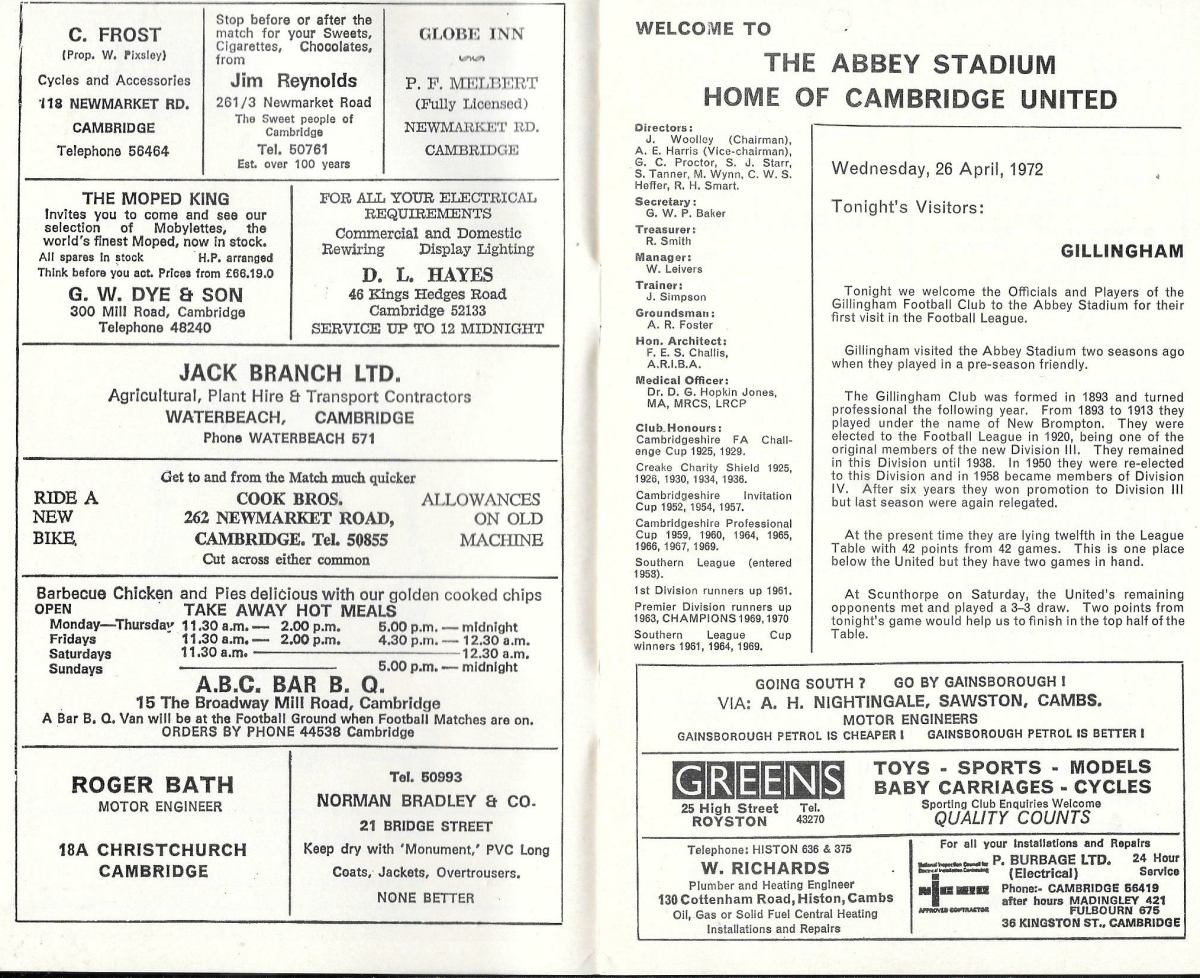 C. FROST
(Prop. W. Pixsley)
Cycles and Accessories
118 NEWMARKET RD.
CAMBRIDGE
Telephone 56464
Stop before or after the
match for your Sweets,
Cigarettes, Chocolates,
from
Jim Reynolds
261/3 Newmarket Road
The Sweet people of
Cambridge
Tel. 50761
Est. over 100 years
GLOBE INN
P. F. MELBERT
(Fully Licensed)
NEWMARKET RD.
CAMBRIDGE
THE MOPED KING
Invites you to come and see our
selection of Mobylettes, the
world's finest Moped, now in stock.
All spares in stock H.P. arranged
Think before you act. Prices from £66.19.0
G. W. DYE & SON
300 Mill Road, Cambridge
Telephone 48240
FOR ALL YOUR ELECTRICAL
REQUIREMENTS
Commercial and Domestic
Rewiring Display Lighting
D. L. HAYES
46 Kings Hedges Road
Cambridge 52133
SERVICE UP TO 12 MIDNIGHT
JACK BRANCH LTD.
Agricultural, Plant Hire & Transport Contractors
WATERBEACH, CAMBRIDGE
Phone WATERBEACH 571
Get to and from the Match much quicker
RIDE A COOK BROS. ALLOWANCES
NEW 262 NEWMARKET ROAD, ON OLD
BIKE, CAMBRIDGE. Tel. 50855 MACHINE
Cut across either common
Barbecue Chicken and Pies delicious with our golden cooked chips
OPEN TAKE AWAY HOT MEALS
Monday—Thursday 11.30 a.m. — 2.00 p.m. 5.00 p.m. — midnight
Fridays 11.30 a.m. — 2.00 p.m. 4.30 p.m. — 12.30 a.m.
Saturdays 11.30 a.m. — 12.30 a.m.
Sundays — 5.00 p.m. — midnight
A.B.C. BAR B. Q.
15 The Broadway Mill Road, Cambridge
A Bar B. Q. Van will be at the Football Ground when Football Matches are on.
ORDERS BY PHONE 44538 Cambridge
ROGER BATH
MOTOR ENGINEER
18A CHRISTCHURCH
CAMBRIDGE
Tel. 50993
NORMAN BRADLEY & CO.
21 BRIDGE STREET
Keep dry with 'Monument,' PVC Long
Coats, Jackets, Overtrousers.
NONE BETTER
WELCOME TO
THE ABBEY STADIUM
HOME OF CAMBRIDGE UNITED
Directors:
J. Woolley (Chairman),
A. E. Harris (Vice-chairman),
G. C. Proctor, S. J. Starr,
S. Tanner, M. Wynn, C. W. S.
Heffer, R. H. Smart.
Secretary:
G. W. P. Baker
Treasurer:
R. Smith
Manager:
W. Leivers
Trainer:
J. Simpson
Groundsman:
A. R. Foster
Hon. Architect:
F. E. S. Challis,
A.R.I.B.A.
Medical Officer:
Dr. D. G. Hopkin Jones,
MA, MRCS, LRCP
Club Honours:
Cambridgeshire FA Chall-
enge Cup 1925, 1929.
Creake Charity Shield 1925,
1926, 1930, 1934, 1936.
Cambridgeshire Invitation
Cup 1952, 1954, 1957.
Cambridgeshire Professional
Cup 1959, 1960, 1964, 1965,
1966, 1967, 1969.
Southern League (entered
1958).
1st Division runners up 1961.
Premier Division runners up
1963, CHAMPIONS 1969, 1970
Southern League Cup
winners 1961, 1964, 1969.
Wednesday, 26 April, 1972
Tonight's Visitors:
GILLINGHAM
Tonight we welcome the Officials and Players of the
Gillingham Football Club to the Abbey Stadium for their
first visit in the Football League.
Gillingham visited the Abbey Stadium two seasons ago
when they played in a pre-season friendly.
The Gillingham Club was formed in 1893 and turned
professional the following year. From 1893 to 1913 they
played under the name of New Brompton. They were
elected to the Football League in 1920, being one of the
original members of the new Division III. They remained
in this Division until 1938. In 1950 they were re-elected
to this Division and in 1958 became members of Division
IV. After six years they won promotion to Division III
but last season were again relegated.
At the present time they are lying twelfth in the League
Table with 42 points from 42 games. This is one place
below the United but they have two games in hand.
At Scunthorpe on Saturday, the United's remaining
opponents met and played a 3–3 draw. Two points from
tonight's game would help us to finish in the top half of the
Table.
GOING SOUTH? GO BY GAINSBOROUGH!
VIA: A. H. NIGHTINGALE, SAWSTON, CAMBS.
MOTOR ENGINEERS
GAINSBOROUGH PETROL IS CHEAPER! GAINSBOROUGH PETROL IS BETTER!
GREENS
25 High Street Tel.
ROYSTON 43270
TOYS - SPORTS - MODELS
BABY CARRIAGES - CYCLES
Sporting Club Enquiries Welcome
QUALITY COUNTS
Telephone: HISTON 636 & 375
W. RICHARDS
Plumber and Heating Engineer
130 Cottenham Road, Histon, Cambs
Oil, Gas or Solid Fuel Central Heating
Installations and Repairs
For all your Installations and Repairs
National Inspection Council for
Electrical Installation Contracting
APPROVED CONTRACTOR
P. BURBAGE LTD. 24 Hour
(Electrical) Service
Phone:- CAMBRIDGE 56419
after hours MADINGLEY 421
FULBOURN 675
36 KINGSTON ST., CAMBRIDGE